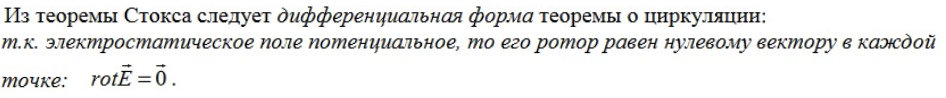 Из теоремы Стокса следует дифференциальная форма теоремы о циркуляции:
т.к. электростатическое поле потенциальное, то его ротор равен нулевому вектору в каждой
точке: rotE⃗ = 0⃗ .